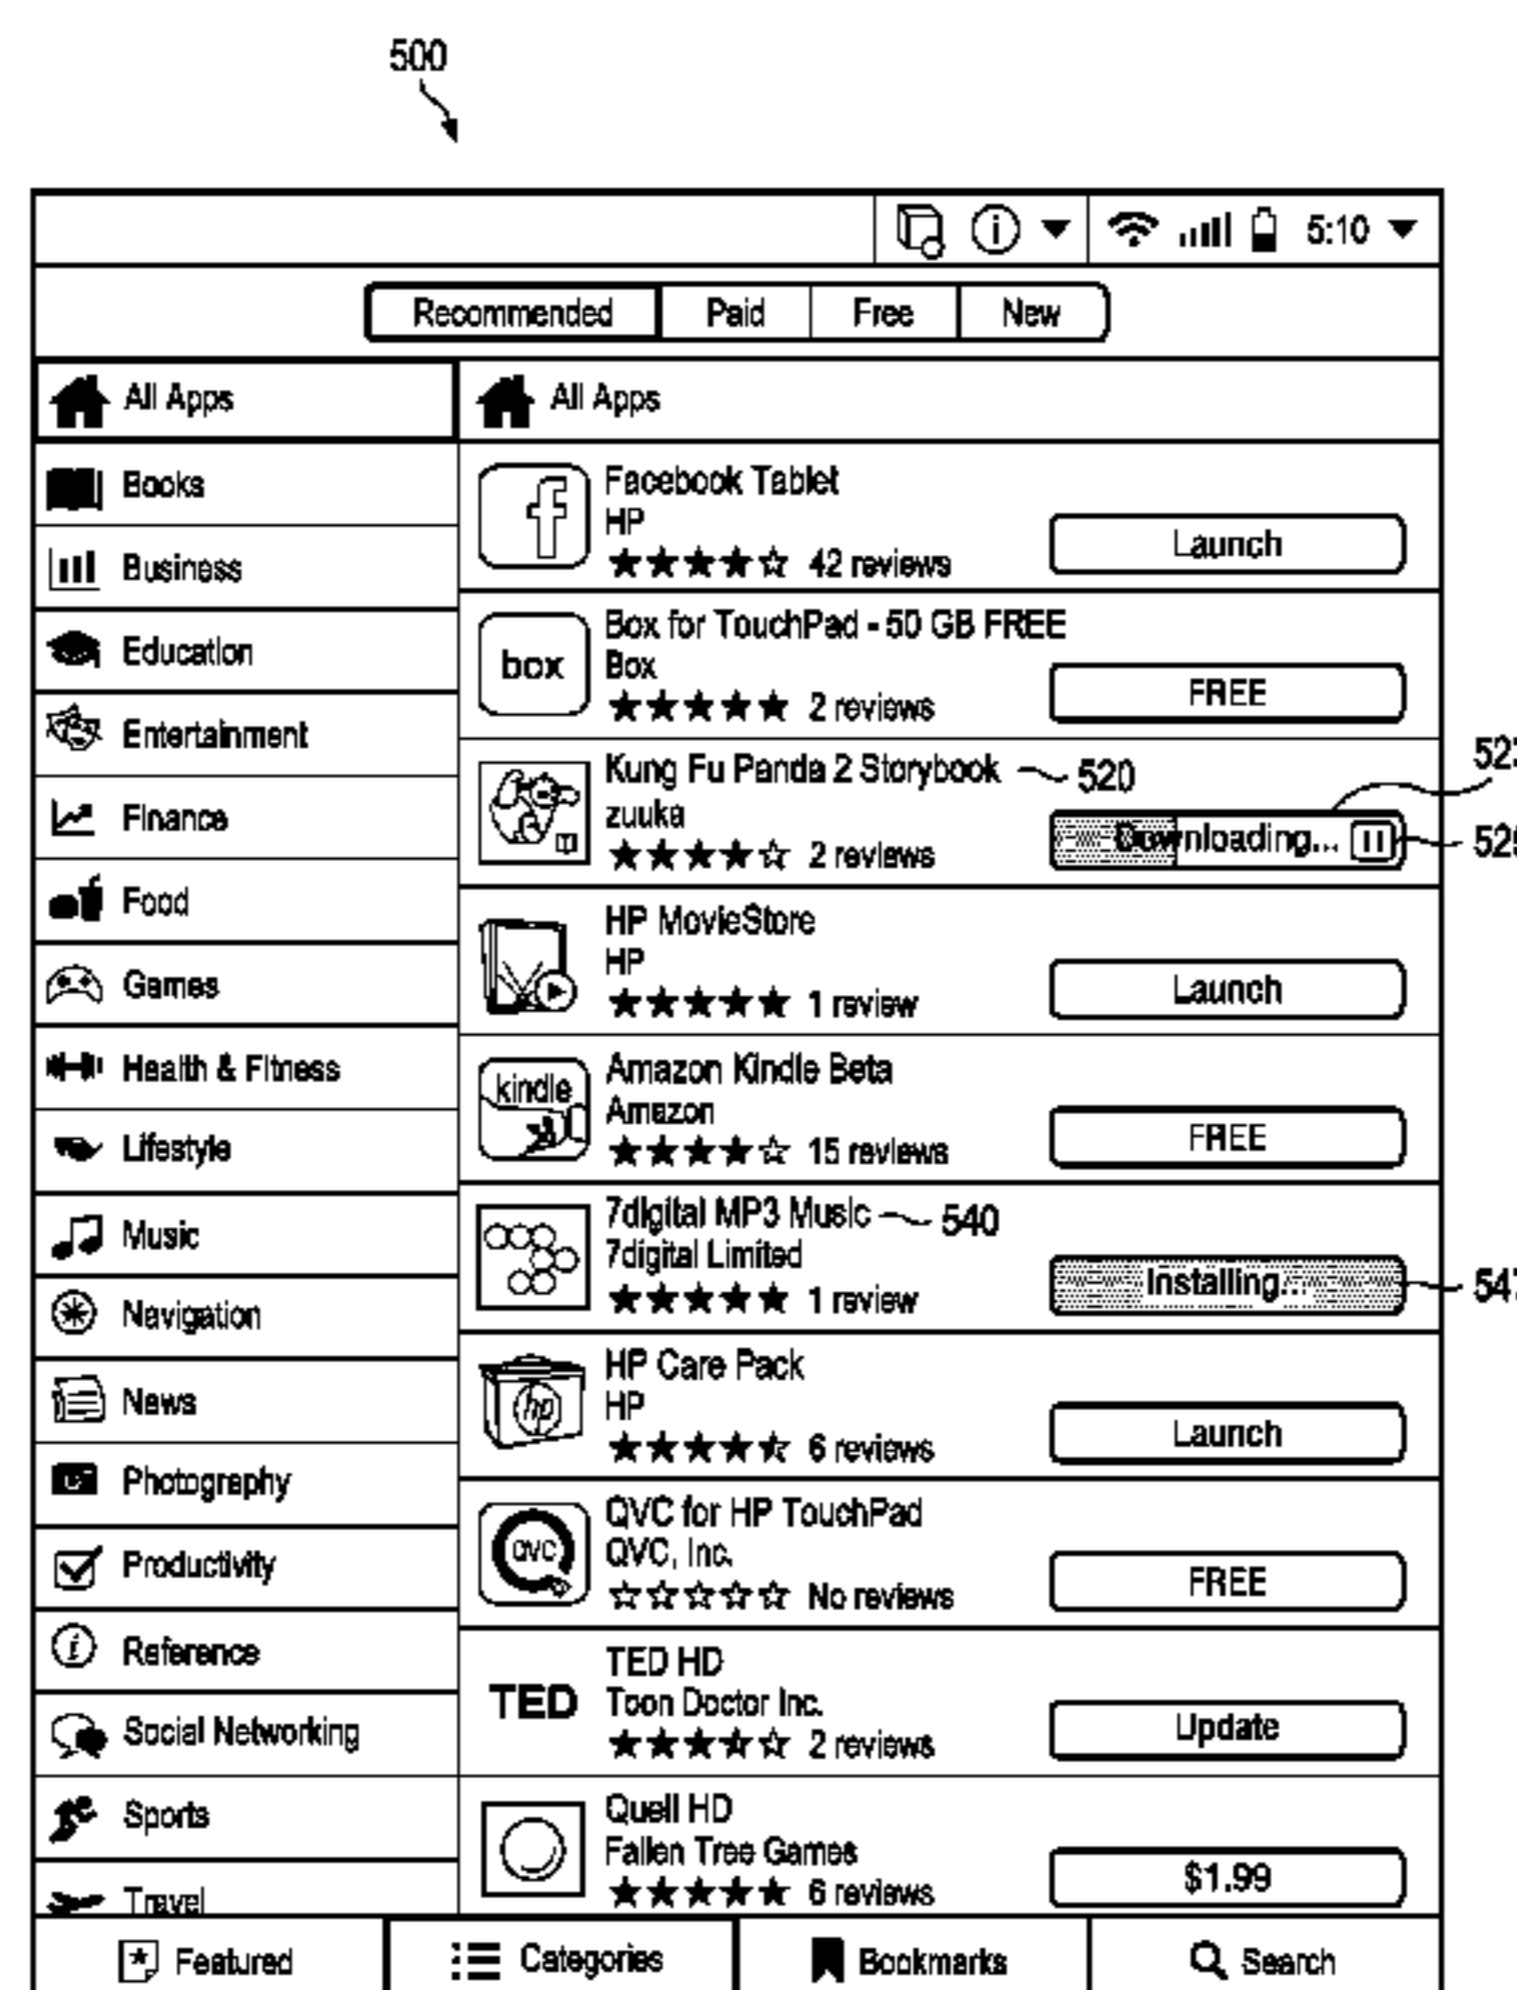 500
5:10
Recommended Paid Free New
All Apps
Books
Business
Education
Entertainment
Finance
Food
Games
Health & Fitness
Lifestyle
Music
Navigation
News
Photography
Productivity
Reference
Social Networking
Sports
Travel
All Apps
Facebook Tablet
HP
42 reviews
Launch
box
Box for TouchPad - 50 GB FREE
Box
2 reviews
FREE
Kung Fu Panda 2 Storybook 520
zuuka
2 reviews
Downloading...
HP MovieStore
HP
1 review
Launch
kindle
Amazon Kindle Beta
Amazon
15 reviews
FREE
7digital MP3 Music 540
7digital Limited
1 review
Installing...
547
hp
HP Care Pack
HP
6 reviews
Launch
QVC
QVC for HP TouchPad
QVC, Inc.
No reviews
FREE
TED
TED HD
Toon Doctor Inc.
2 reviews
Update
Quell HD
Fallen Tree Games
6 reviews
$1.99
Featured Categories Bookmarks Search